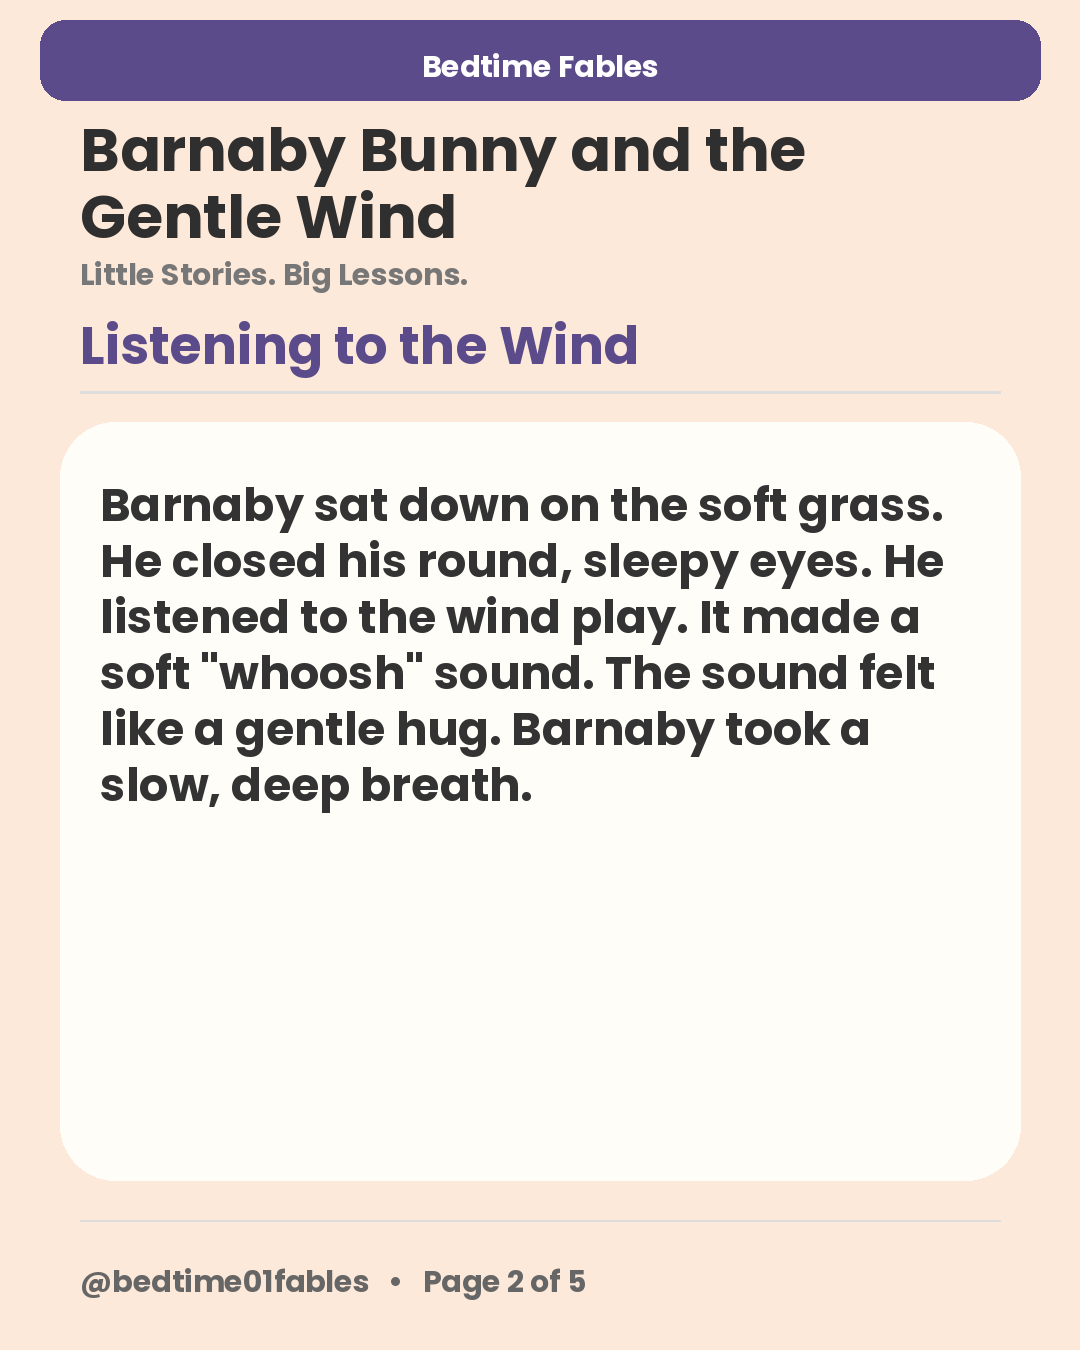 Bedtime Fables
Barnaby Bunny and the
Gentle Wind
Little Stories. Big Lessons.
Listening to the Wind
Barnaby sat down on the soft grass.
He closed his round, sleepy eyes. He
listened to the wind play. It made a
soft "whoosh" sound. The sound felt
like a gentle hug. Barnaby took a
slow, deep breath.
@bedtime01fables • Page 2 of 5